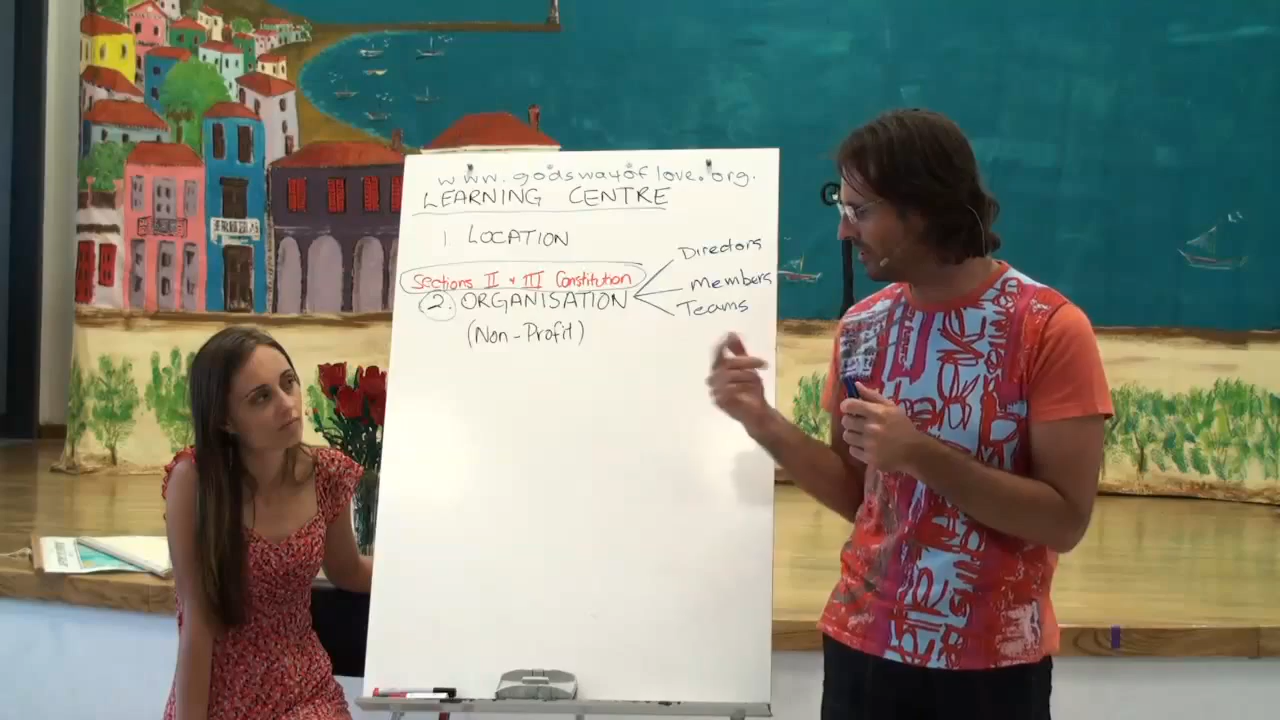 www.godswayoflove.org.
LEARNING CENTRE
1. LOCATION
Sections II + III Constitution
2. ORGANISATION
Directors
Members
Teams
(Non-Profit)